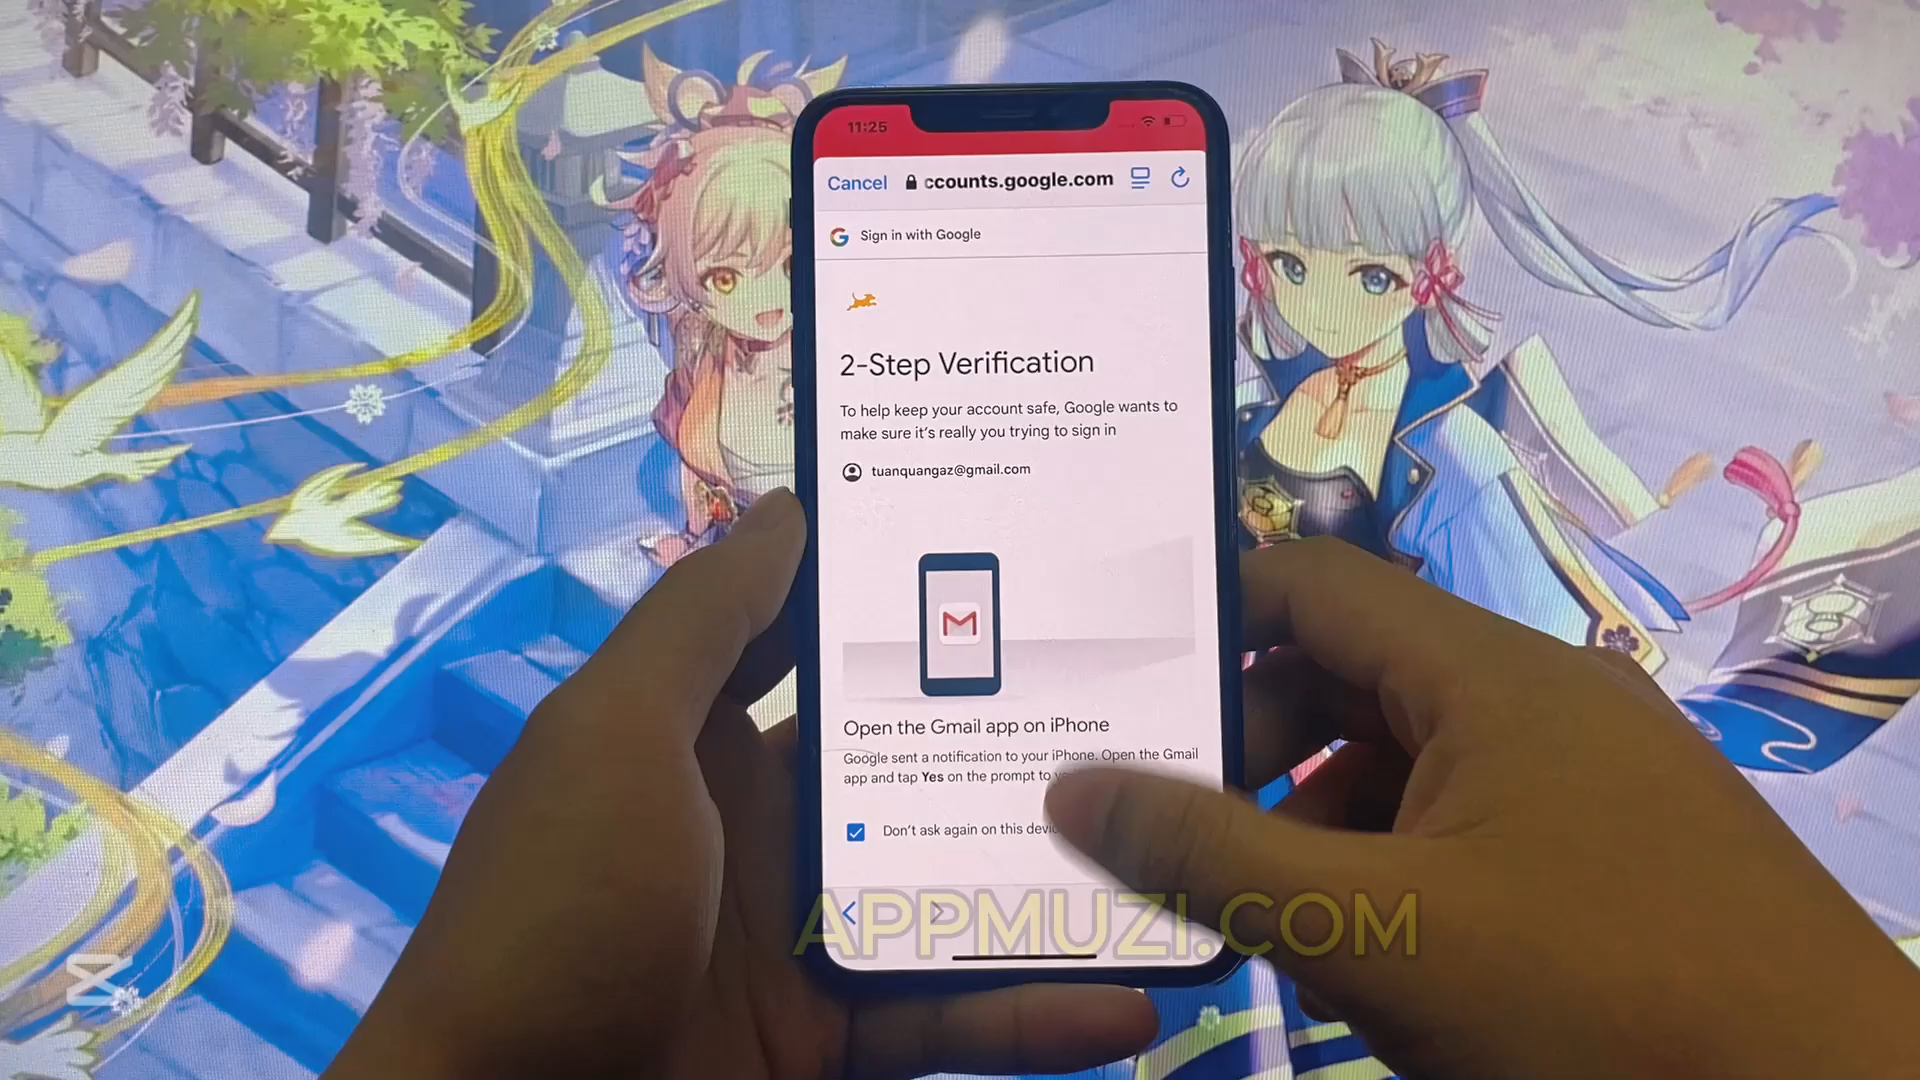 11:25
Cancel ccounts.google.com
Sign in with Google
2-Step Verification
To help keep your account safe, Google wants to
make sure it's really you trying to sign in
tuanquangaz@gmail.com
Open the Gmail app on iPhone
Google sent a notification to your iPhone. Open the Gmail
app and tap Yes on the prompt to
Don't ask again on this
APPMUZI.COM